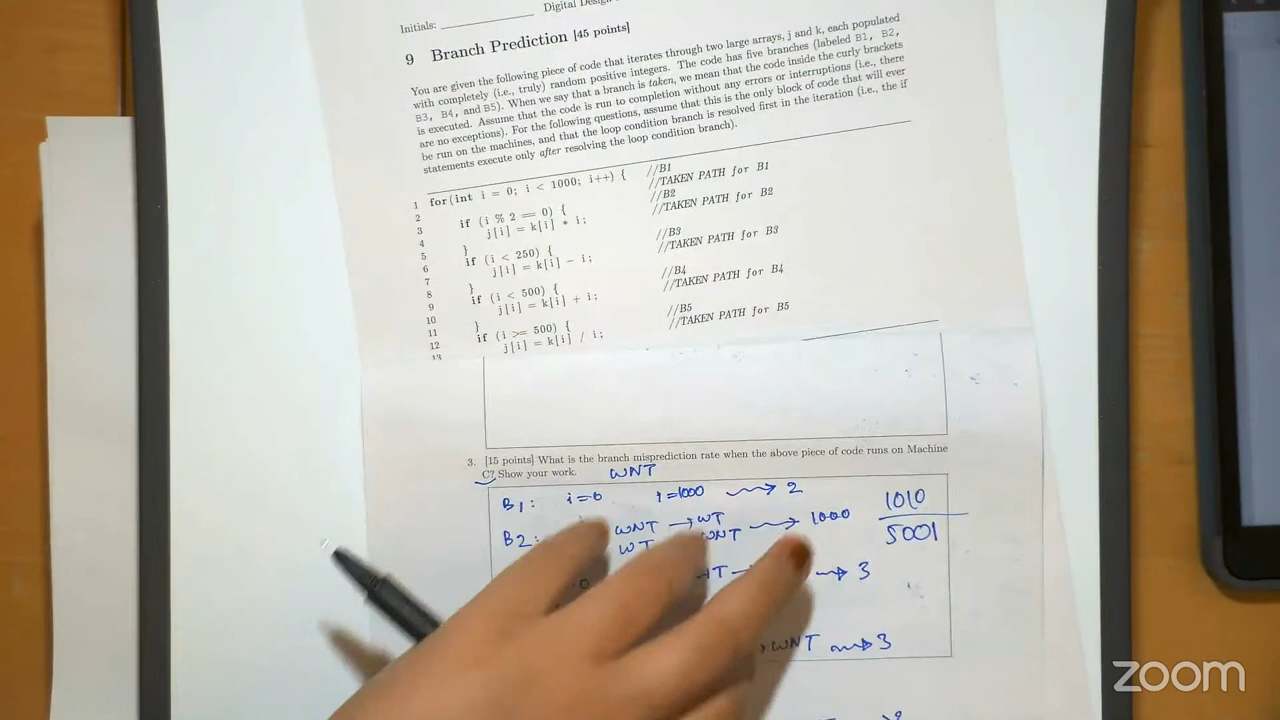 Initials:
Digital Design
9 Branch Prediction [45 points]
You are given the following piece of code that iterates through two large arrays, j and k, each populated
with completely (i.e., truly) random positive integers. The code has five branches (labeled B1, B2,
B3, B4, and B5). When we say that a branch is taken, we mean that the code inside the curly brackets
is executed. Assume that the code is run to completion without any errors or interruptions (i.e., there
are no exceptions). For the following questions, assume that this is the only block of code that will ever
be run on the machines, and that the loop condition branch is resolved first in the iteration (i.e., the if
statements execute only after resolving the loop condition branch).
1 for(int i = 0; i < 1000; i++) { //B1
2 //TAKEN PATH for B1
3 if (i % 2 == 0) { //B2
4 j[i] = k[i] * i; //TAKEN PATH for B2
5 }
6 if (i < 250) { //B3
7 j[i] = k[i] - i; //TAKEN PATH for B3
8 }
9 if (i < 500) { //B4
10 j[i] = k[i] + i; //TAKEN PATH for B4
11 }
12 if (i >= 500) { //B5
13 j[i] = k[i] / i; //TAKEN PATH for B5
3. [15 points] What is the branch misprediction rate when the above piece of code runs on Machine
C? Show your work. WNT
B1: i=0 i=1000 → 2
1010
B2: WNT → WT → 1000
5001
WT WNT
→ 3
→ WNT → 3
zoom